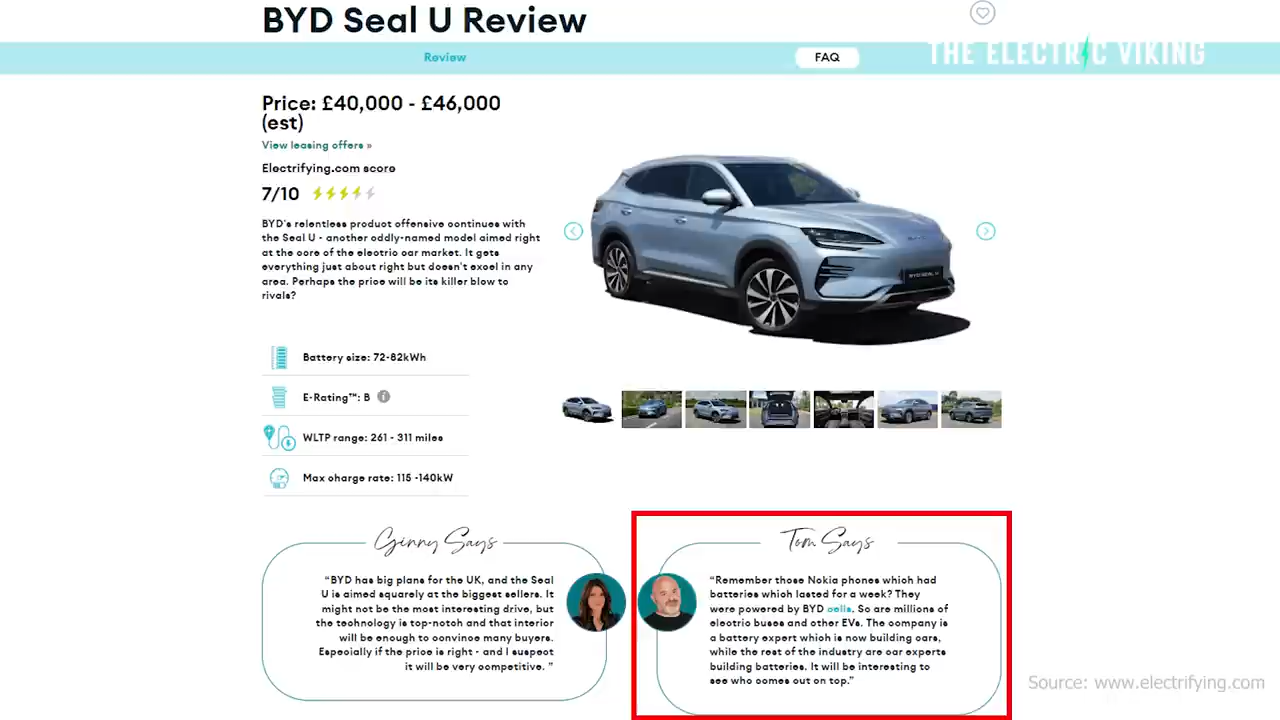 BYD Seal U Review
Review
FAQ
THE ELECTRIC VIKING
Price: £40,000 - £46,000
(est)
View leasing offers »
Electrifying.com score
7/10
BYD's relentless product offensive continues with
the Seal U - another oddly-named model aimed right
at the core of the electric car market. It gets
everything just about right but doesn't excel in any
area. Perhaps the price will be its killer blow to
rivals?
BYD SEAL U
Battery size: 72-82kWh
E-Rating™: B
WLTP range: 261 - 311 miles
Max charge rate: 115 -140kW
Ginny Says
"BYD has big plans for the UK, and the Seal
U is aimed squarely at the biggest sellers. It
might not be the most interesting drive, but
the technology is top-notch and that interior
will be enough to convince many buyers.
Especially if the price is right - and I suspect
it will be very competitive. "
Tom Says
"Remember those Nokia phones which had
batteries which lasted for a week? They
were powered by BYD cells. So are millions of
electric buses and other EVs. The company is
a battery expert which is now building cars,
while the rest of the industry are car experts
building batteries. It will be interesting to
see who comes out on top."
Source: www.electrifying.com